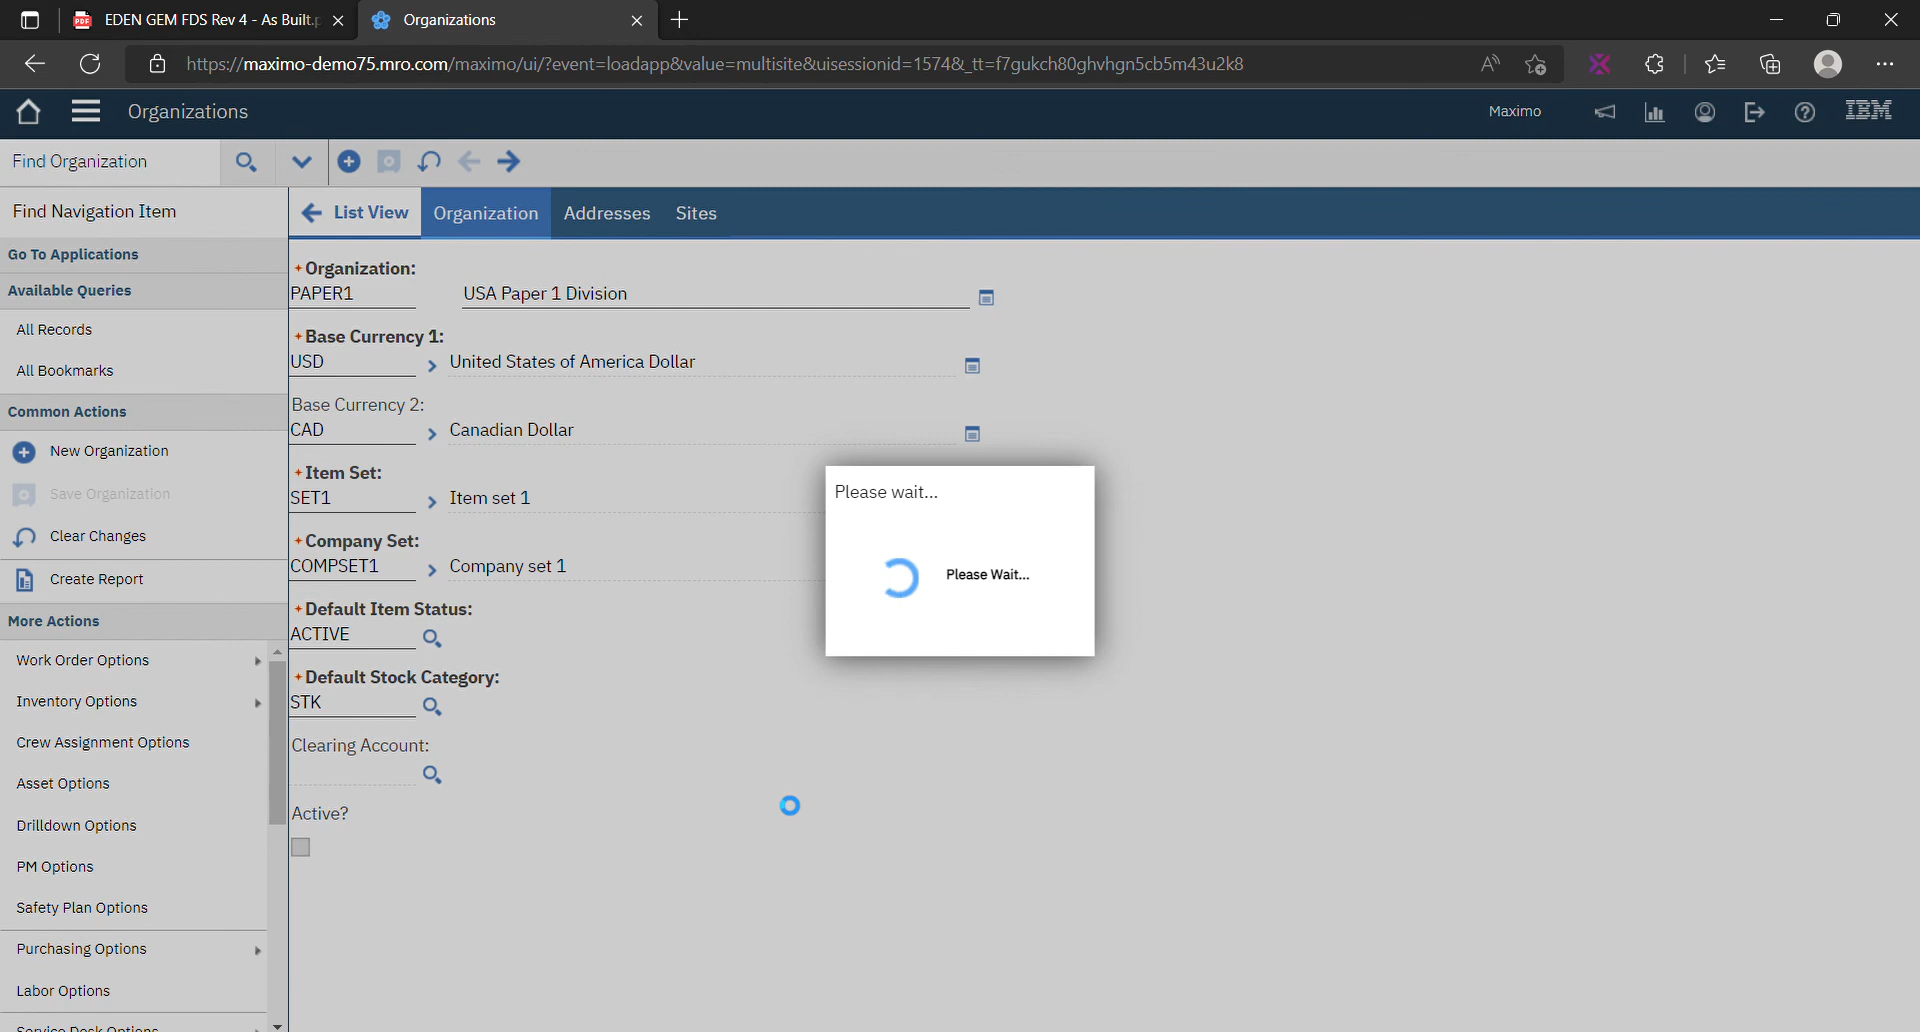 EDEN GEM FDS Rev 4 - As Built.
Organizations
https://maximo-demo75.mro.com/maximo/ui/?event=loadapp&value=multisite&uisessionid=1574&_tt=f7gukch80ghvhgn5cb5m43u2k8
Organizations
Maximo
IBM
Find Organization
Find Navigation Item
List View
Organization
Addresses
Sites
Go To Applications
Available Queries
All Records
All Bookmarks
Common Actions
New Organization
Save Organization
Clear Changes
Create Report
More Actions
Work Order Options
Inventory Options
Crew Assignment Options
Asset Options
Drilldown Options
PM Options
Safety Plan Options
Purchasing Options
Labor Options
Service Desk Options
Organization:
PAPER1
USA Paper 1 Division
Base Currency 1:
USD
United States of America Dollar
Base Currency 2:
CAD
Canadian Dollar
Item Set:
SET1
Item set 1
Company Set:
COMPSET1
Company set 1
Default Item Status:
ACTIVE
Default Stock Category:
STK
Clearing Account:
Active?
Please wait...
Please Wait...